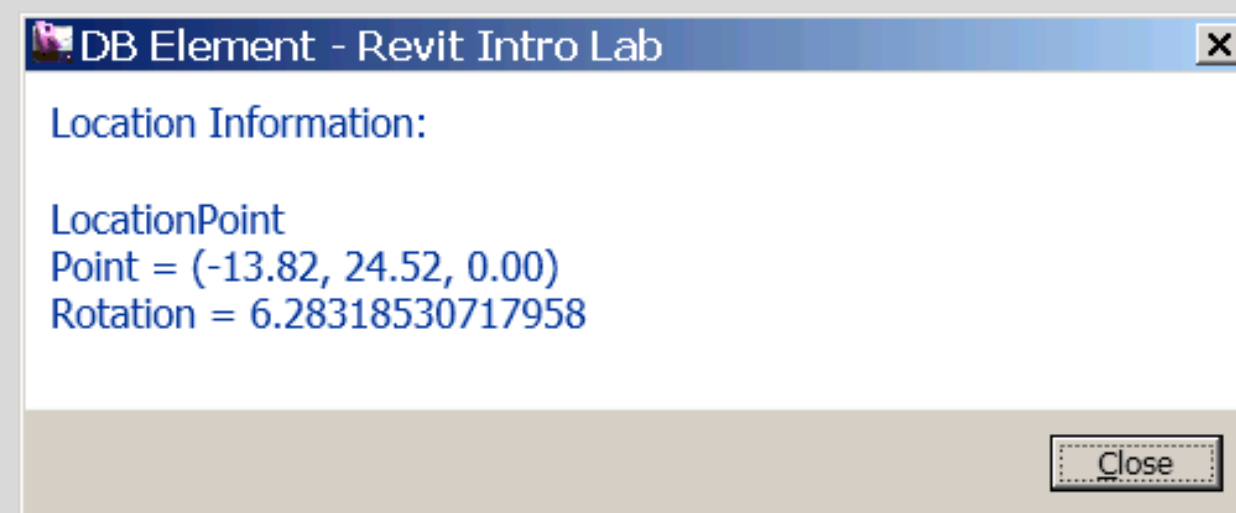 DB Element - Revit Intro Lab
Location Information:
LocationPoint
Point = (-13.82, 24.52, 0.00)
Rotation = 6.28318530717958
Close